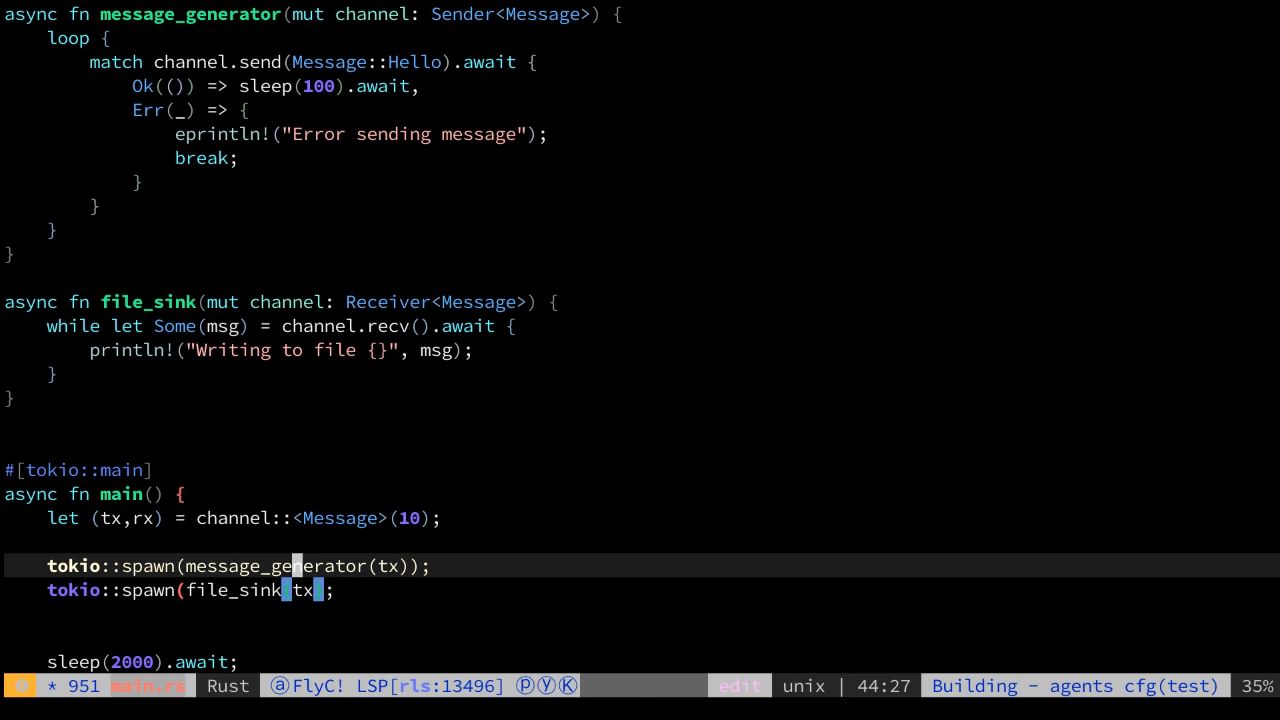 async fn message_generator(mut channel: Sender<Message>) {
    loop {
        match channel.send(Message::Hello).await {
            Ok(()) => sleep(100).await,
            Err(_) => {
                eprintln!("Error sending message");
                break;
            }
        }
    }
}

async fn file_sink(mut channel: Receiver<Message>) {
    while let Some(msg) = channel.recv().await {
        println!("Writing to file {}", msg);
    }
}

#[tokio::main]
async fn main() {
    let (tx,rx) = channel::<Message>(10);

    tokio::spawn(message_generator(tx));
    tokio::spawn(file_sink(tx);

    sleep(2000).await;
* 951 main.rs Rust ⓐFlyC! LSP[rls:13496] ⓟⓨⓀ edit unix | 44:27 Building - agents cfg(test) 35%